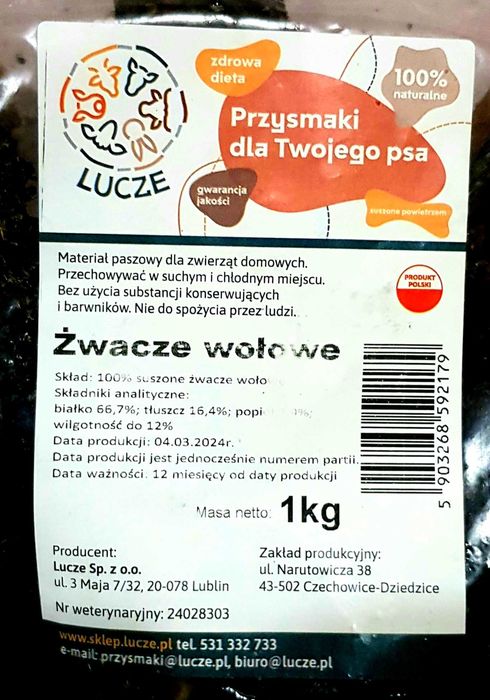 zdrowa
dieta
100%
naturalne
Przysmaki
dla Twojego psa
gwarancja
jakości
suszone powietrzem
LUCZE
Materiał paszowy dla zwierząt domowych.
Przechowywać w suchym i chłodnym miejscu.
Bez użycia substancji konserwujących
i barwników. Nie do spożycia przez ludzi.
PRODUKT
POLSKI
Żwacze wołowe
Skład: 100% suszone żwacze woło
Składniki analityczne:
białko 66,7%; tłuszcz 16,4%; popi
wilgotność do 12%
Data produkcji: 04.03.2024r.
Data produkcji jest jednocześnie numerem partii.
Data ważności: 12 miesięcy od daty produkcji
Masa netto: 1kg
5 903268 592179
Producent:
Lucze Sp. z o.o.
ul. 3 Maja 7/32, 20-078 Lublin
Zakład produkcyjny:
ul. Narutowicza 38
43-502 Czechowice-Dziedzice
Nr weterynaryjny: 24028303
www.sklep.lucze.pl tel. 531 332 733
e-mail: przysmaki@lucze.pl, biuro@lucze.pl